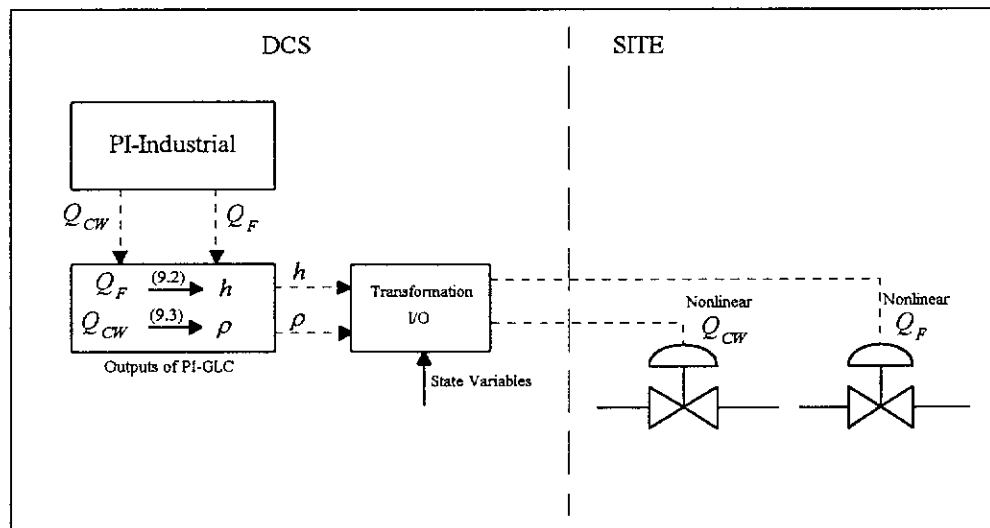 DCS
SITE
PI-Industrial
Q_CW
Q_F
Q_F (9.2) h
Q_CW (9.3) ρ
Outputs of PI-GLC
h
ρ
Transformation
I/O
State Variables
Nonlinear
Q_CW
Nonlinear
Q_F